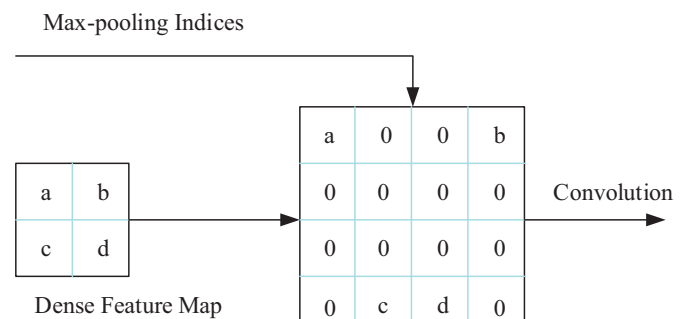 Max-pooling Indices
a 0 0 b
a b
0 0 0 0
Convolution
c d
0 0 0 0
Dense Feature Map
0 c d 0